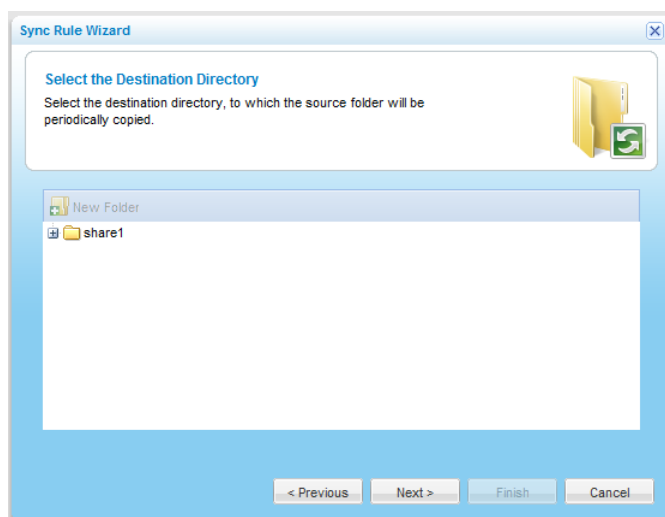 Sync Rule Wizard
Select the Destination Directory
Select the destination directory, to which the source folder will be
periodically copied.
New Folder
share1
< Previous
Next >
Finish
Cancel